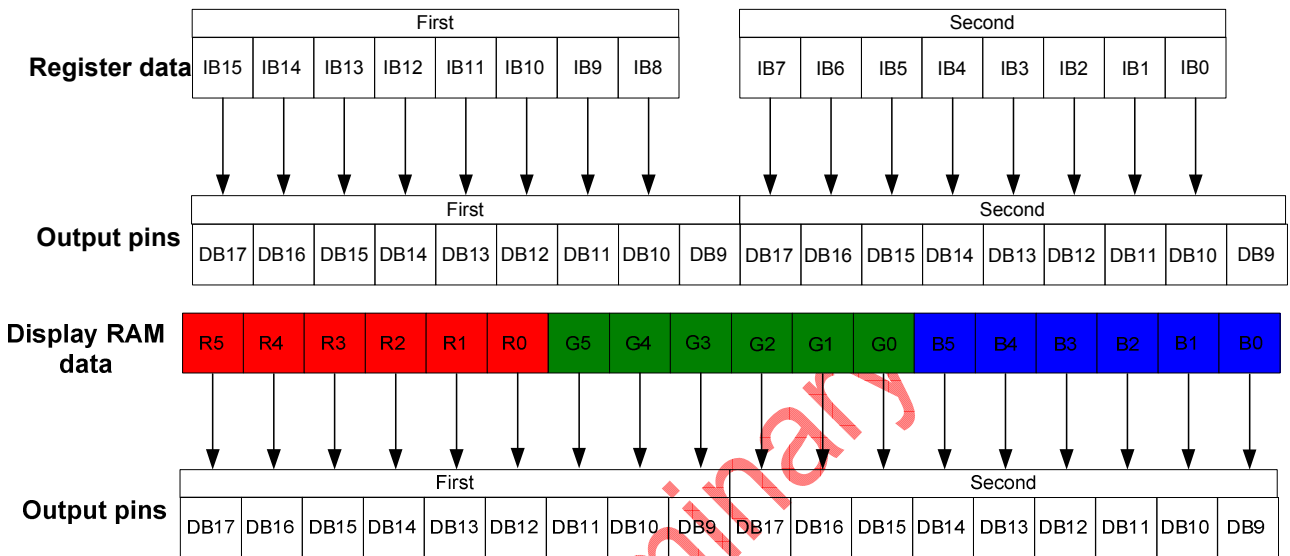 First Second
Register data IB15 IB14 IB13 IB12 IB11 IB10 IB9 IB8 IB7 IB6 IB5 IB4 IB3 IB2 IB1 IB0
First Second
Output pins DB17 DB16 DB15 DB14 DB13 DB12 DB11 DB10 DB9 DB17 DB16 DB15 DB14 DB13 DB12 DB11 DB10 DB9
Display RAM
data
R5 R4 R3 R2 R1 R0 G5 G4 G3 G2 G1 G0 B5 B4 B3 B2 B1 B0
First Second
Output pins DB17 DB16 DB15 DB14 DB13 DB12 DB11 DB10 DB9 DB17 DB16 DB15 DB14 DB13 DB12 DB11 DB10 DB9